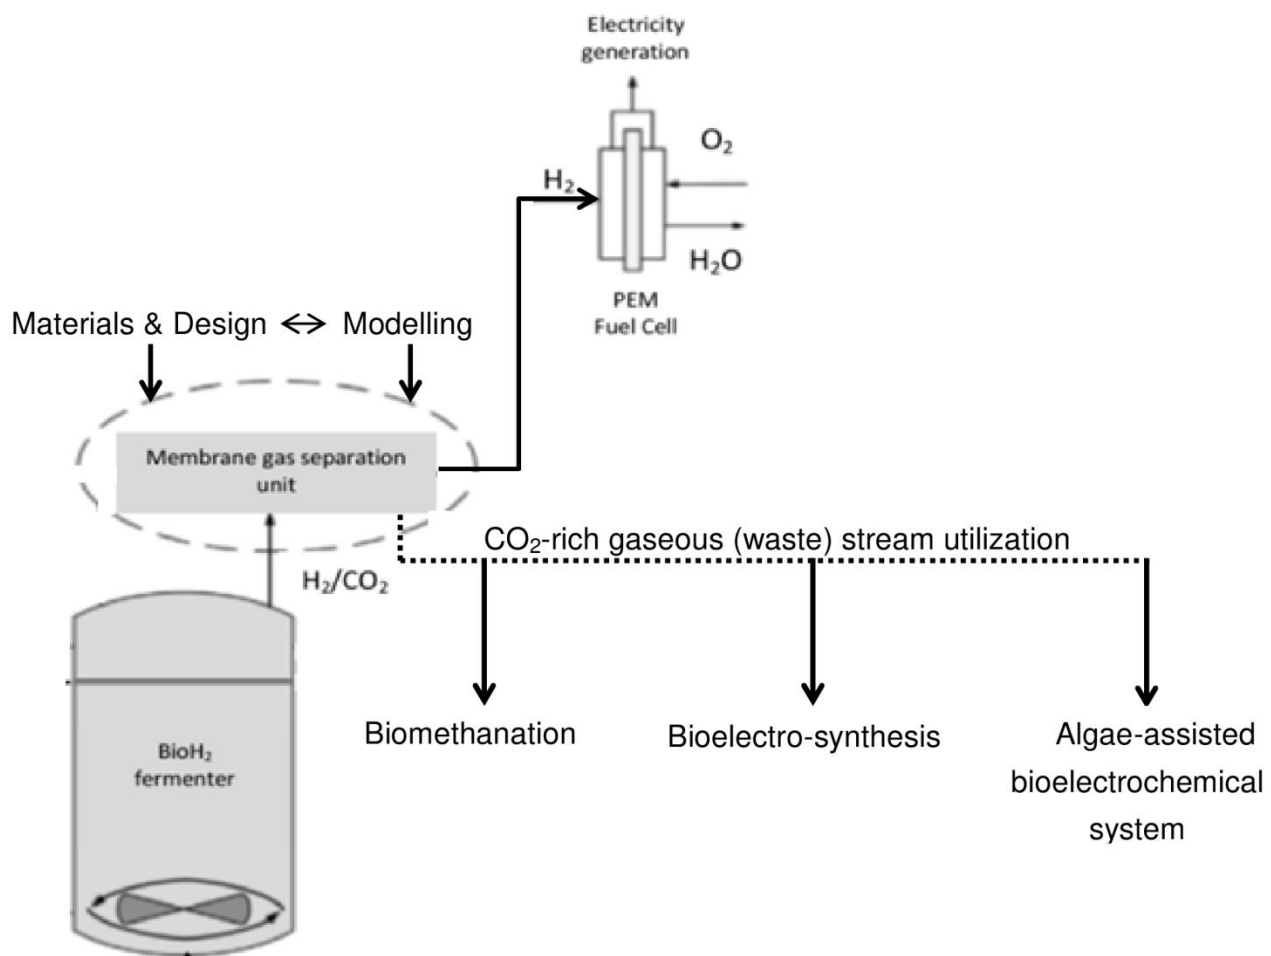 Electricity
generation
O₂
H₂
H₂O
PEM
Fuel Cell
Materials & Design ↔ Modelling
Membrane gas separation
unit
CO₂-rich gaseous (waste) stream utilization
H₂/CO₂
Biomethanation
Bioelectro-synthesis
Algae-assisted
bioelectrochemical
system
BioH₂
fermenter